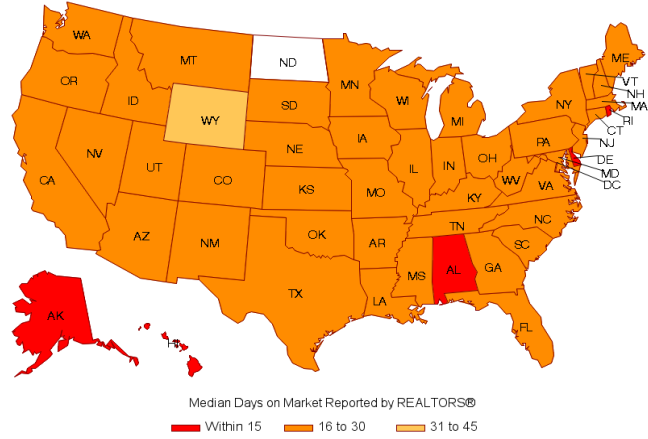 WA
MT
ND
ME
OR
MN
VT
ID
SD
WI
NH
WY
NY
MA
MI
RI
IA
CT
NE
PA
NJ
NV
OH
DE
UT
IL
IN
MD
CO
WV
VA
DC
CA
KS
MO
KY
NC
TN
OK
AZ
NM
AR
SC
MS
AL
GA
TX
LA
AK
FL
HI
Median Days on Market Reported by REALTORS®
Within 15
16 to 30
31 to 45